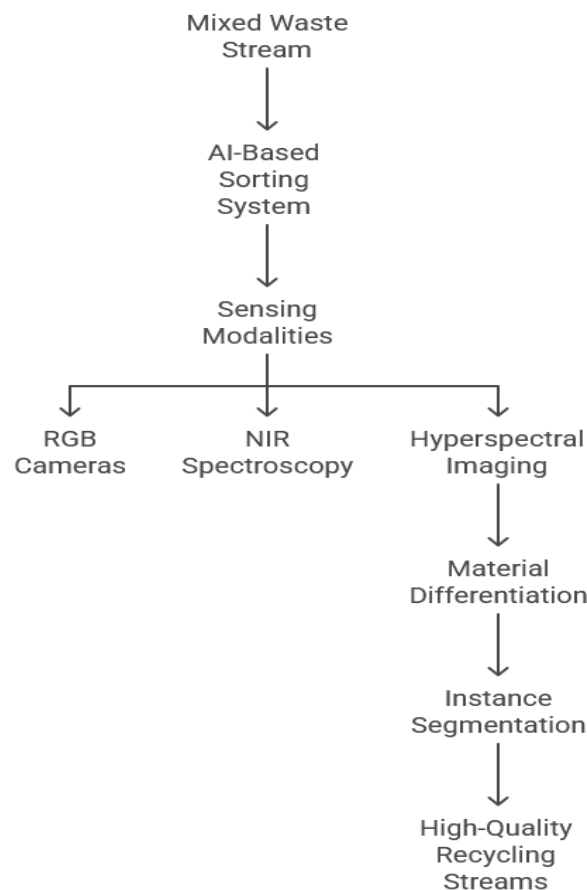 Mixed Waste
Stream
AI-Based
Sorting
System
Sensing
Modalities
RGB
Cameras
NIR
Spectroscopy
Hyperspectral
Imaging
Material
Differentiation
Instance
Segmentation
High-Quality
Recycling
Streams